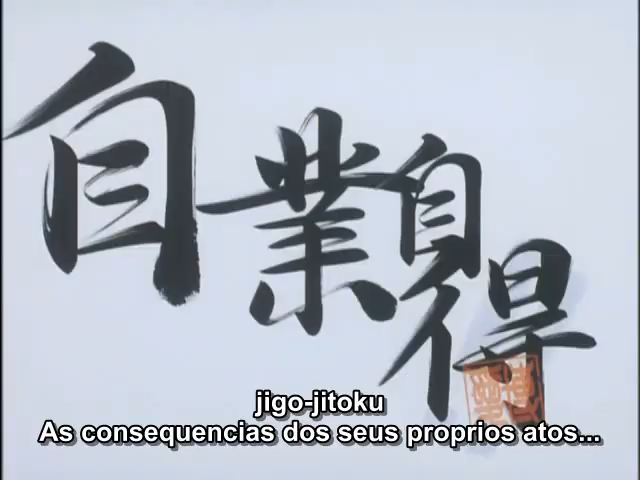 自業自得
jigo-jitoku
As consequencias dos seus proprios atos...